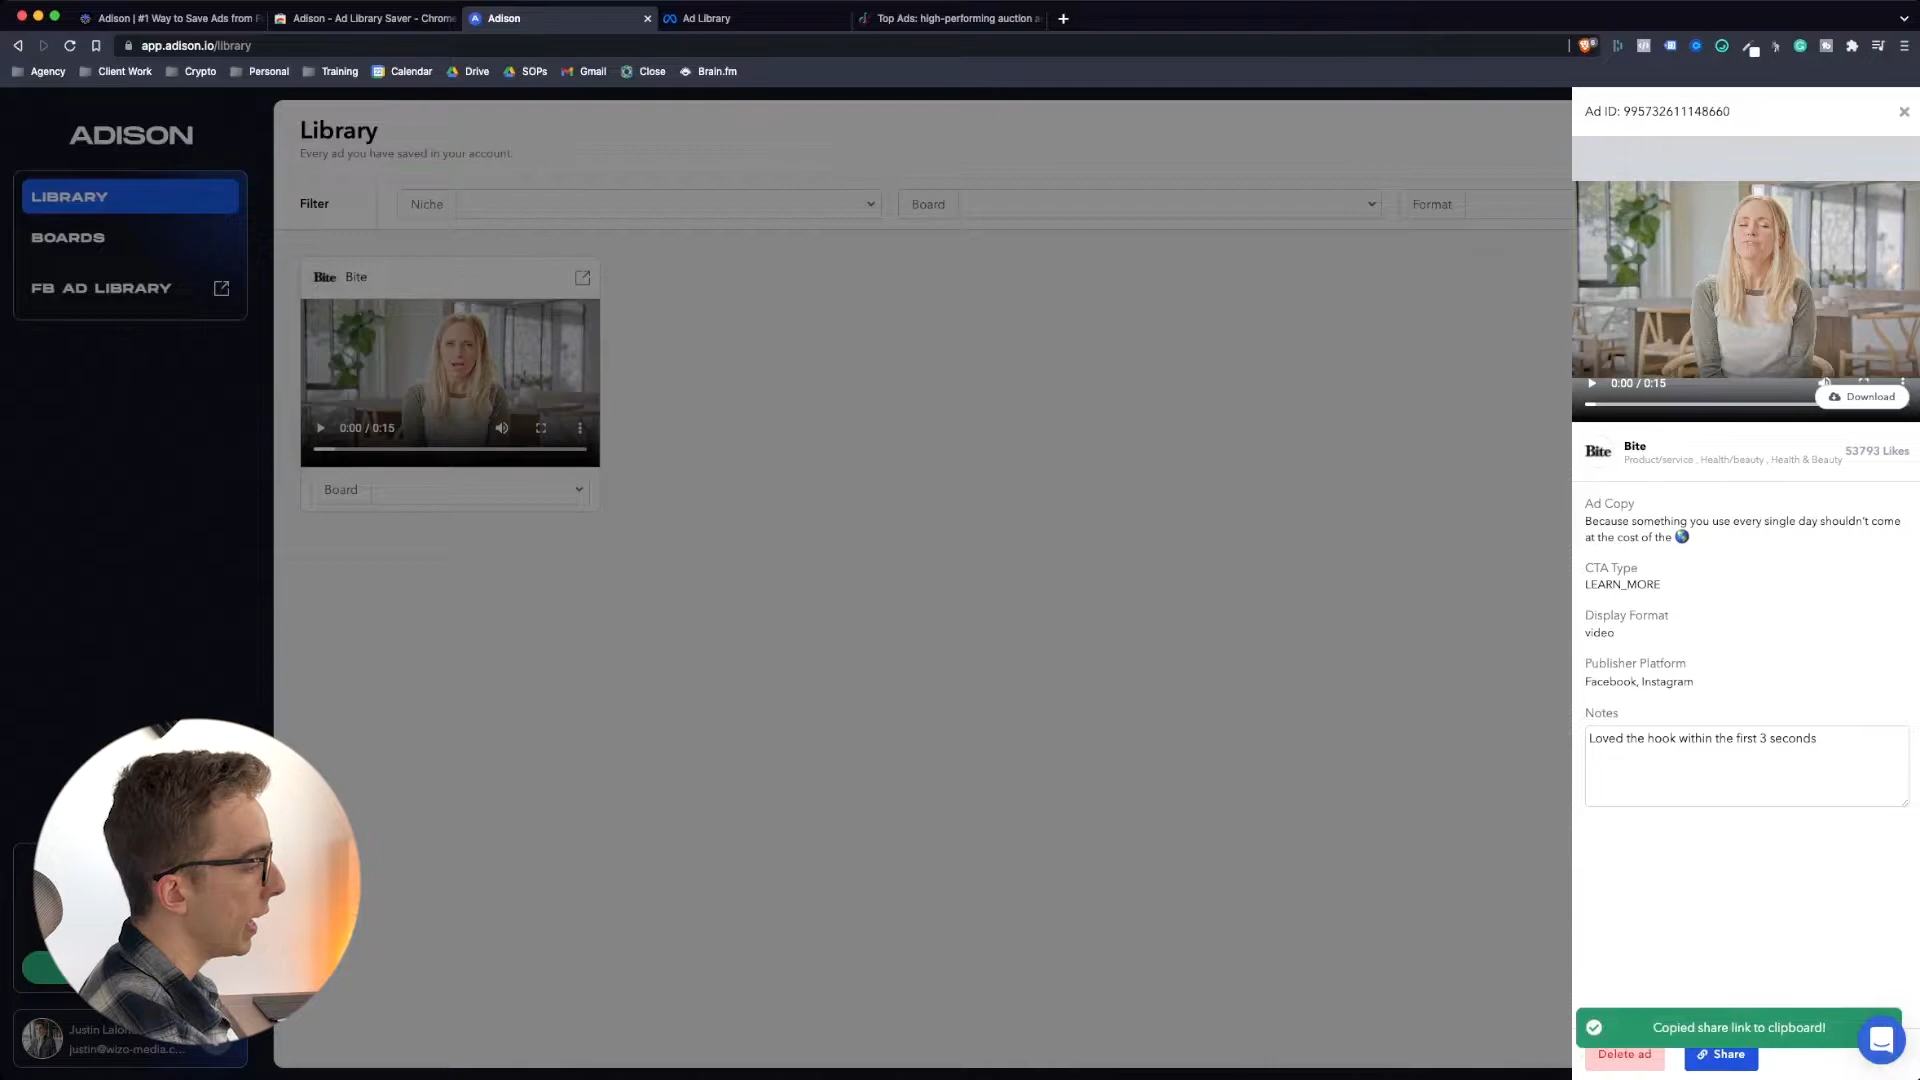 Adison | #1 Way to Save Ads from F
Adison - Ad Library Saver - Chrome
Adison
Ad Library
Top Ads: high-performing auction a
app.adison.io/library
Agency
Client Work
Crypto
Personal
Training
Calendar
Drive
SOPs
Gmail
Close
Brain.fm
ADISON
LIBRARY
BOARDS
FB AD LIBRARY
Library
Every ad you have saved in your account.
Filter
Niche
Board
Format
Bite Bite
0:00 / 0:15
Board
Ad ID: 995732611148660
0:00 / 0:15
Download
Bite
Bite
Product/service , Health/beauty , Health & Beauty
53793 Likes
Ad Copy
Because something you use every single day shouldn't come
at the cost of the 🌎
CTA Type
LEARN_MORE
Display Format
video
Publisher Platform
Facebook, Instagram
Notes
Loved the hook within the first 3 seconds
Copied share link to clipboard!
Delete ad
Share
Justin Lalon
justin@wizo-media.c...